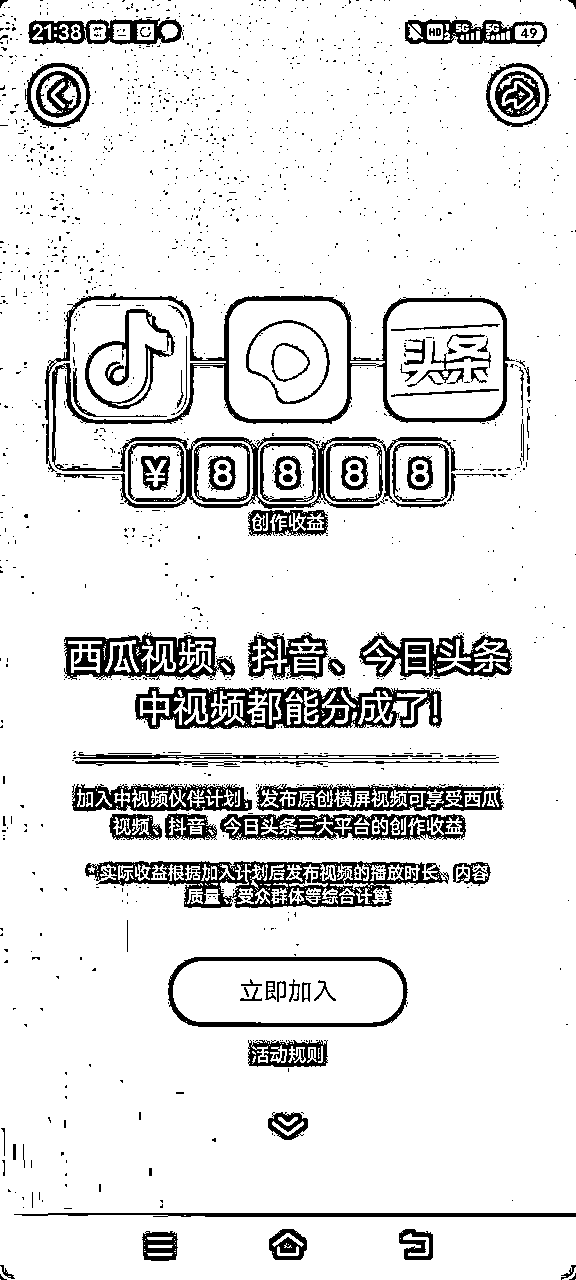 21:38
HD 5G 5G 49
头条
¥ 8 8 8 8
创作收益
西瓜视频、抖音、今日头条
中视频都能分成了!
加入中视频伙伴计划，发布原创横屏视频可享受西瓜
视频、抖音、今日头条三大平台的创作收益
*实际收益根据加入计划后发布视频的播放时长、内容
质量、受众群体等综合计算
立即加入
活动规则